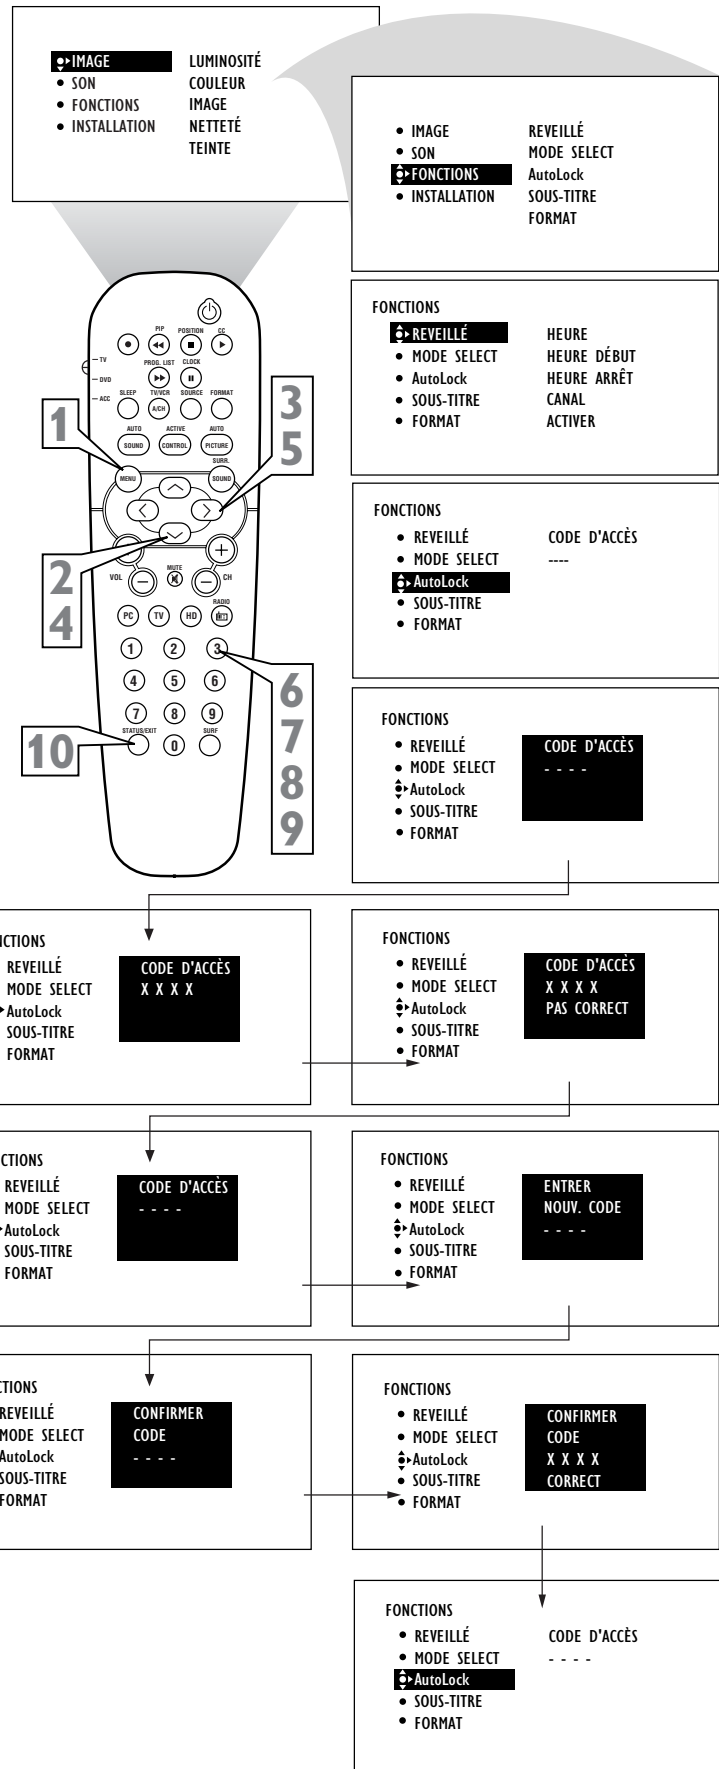 IMAGE LUMINOSITÉ
SON COULEUR
FONCTIONS IMAGE
INSTALLATION NETTETÉ
TEINTE
IMAGE REVEILLÉ
SON MODE SELECT
FONCTIONS AutoLock
INSTALLATION SOUS-TITRE
FORMAT
FONCTIONS
REVEILLÉ HEURE
MODE SELECT HEURE DÉBUT
AutoLock HEURE ARRÊT
SOUS-TITRE CANAL
FORMAT ACTIVER
PIP POSITION CC
TV
PROG. LIST CLOCK
DVD
ACC
SLEEP TV/VCR SOURCE FORMAT
A/CH
AUTO ACTIVE AUTO
SOUND CONTROL PICTURE
SURR.
MENU SOUND
VOL MUTE CH
RADIO
PC TV HD
1 2 3
4 5 6
7 8 9
STATUS/EXIT SURF
0
1
3
5
2
4
6
7
8
9
10
FONCTIONS
REVEILLÉ CODE D'ACCÈS
MODE SELECT ----
AutoLock
SOUS-TITRE
FORMAT
FONCTIONS
REVEILLÉ CODE D'ACCÈS
MODE SELECT - - - -
AutoLock
SOUS-TITRE
FORMAT
CTIONS
REVEILLÉ CODE D'ACCÈS
MODE SELECT X X X X
AutoLock
SOUS-TITRE
FORMAT
FONCTIONS
REVEILLÉ CODE D'ACCÈS
MODE SELECT X X X X
AutoLock PAS CORRECT
SOUS-TITRE
FORMAT
CTIONS
REVEILLÉ CODE D'ACCÈS
MODE SELECT - - - -
AutoLock
SOUS-TITRE
FORMAT
FONCTIONS
REVEILLÉ ENTRER
MODE SELECT NOUV. CODE
AutoLock - - - -
SOUS-TITRE
FORMAT
TIONS
REVEILLÉ CONFIRMER
MODE SELECT CODE
AutoLock - - - -
SOUS-TITRE
FORMAT
FONCTIONS
REVEILLÉ CONFIRMER
MODE SELECT CODE
AutoLock X X X X
SOUS-TITRE CORRECT
FORMAT
FONCTIONS
REVEILLÉ CODE D'ACCÈS
MODE SELECT - - - -
AutoLock
SOUS-TITRE
FORMAT